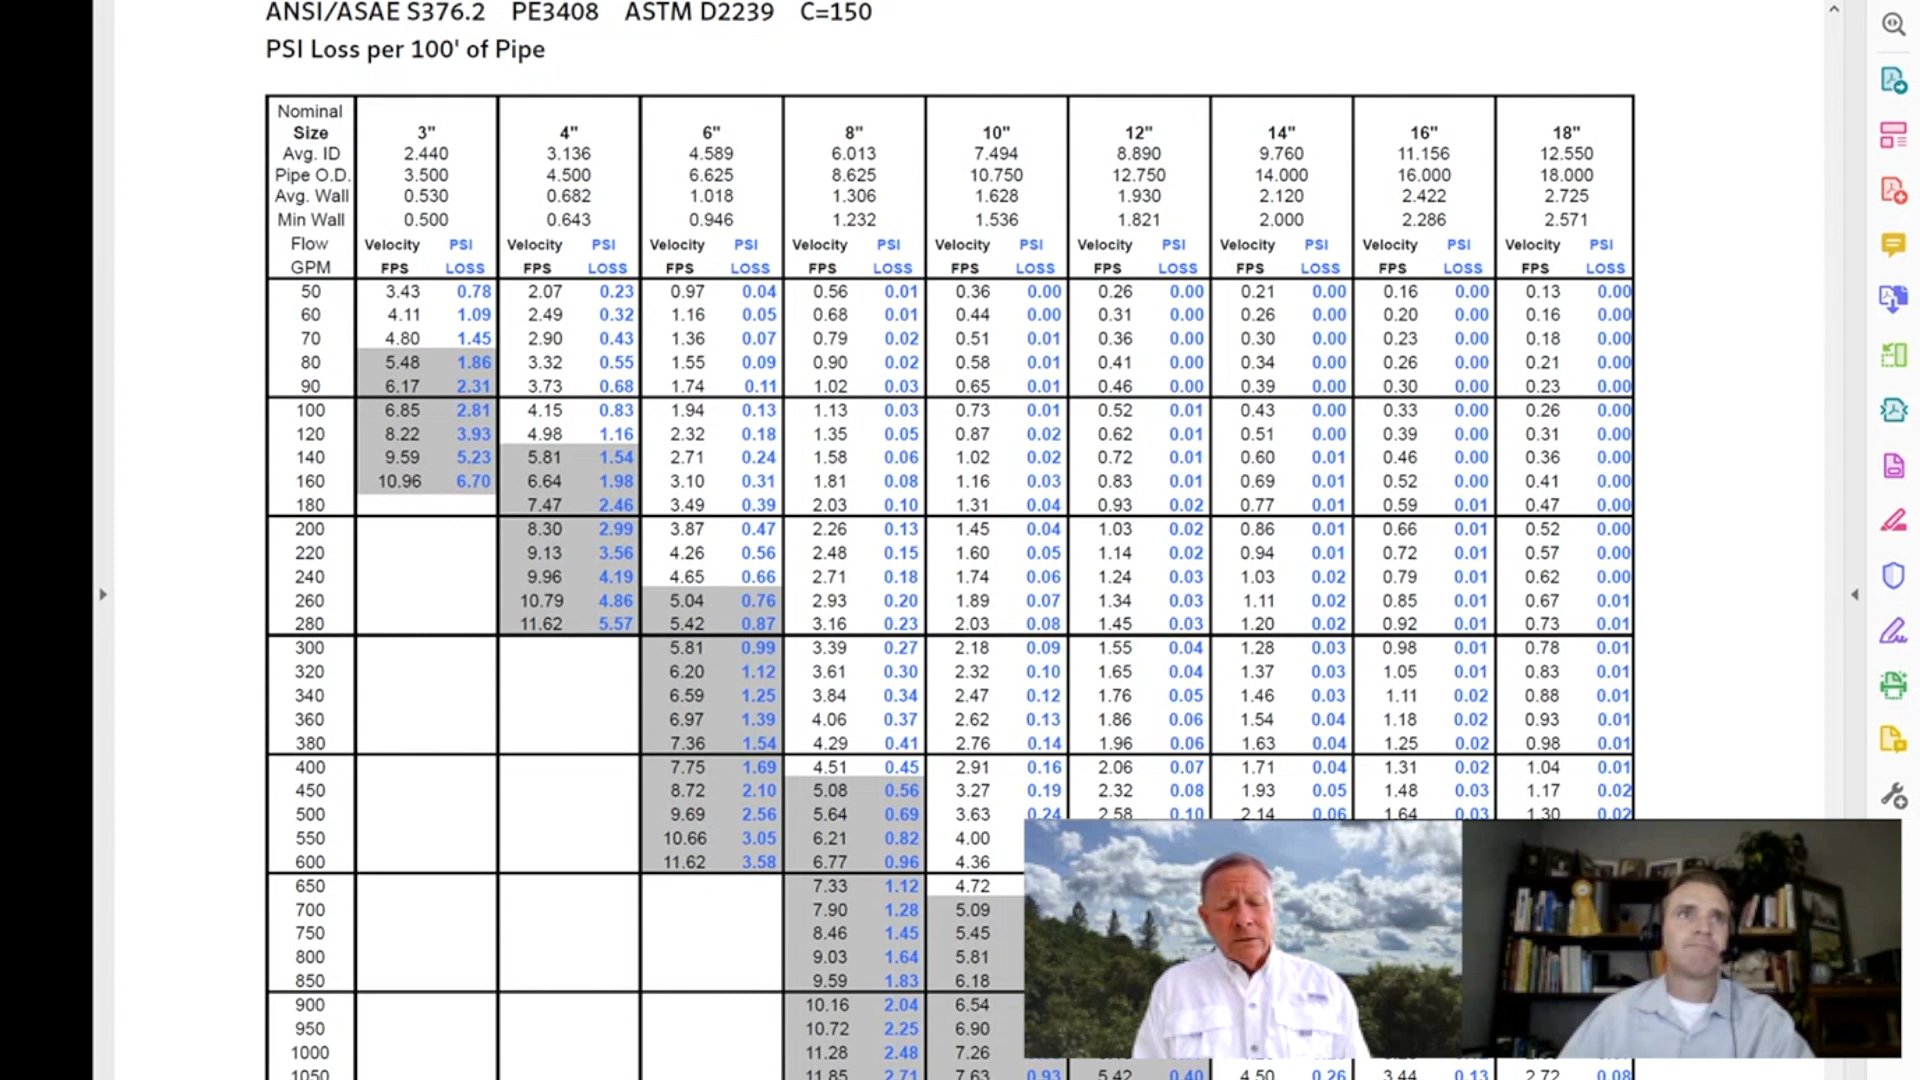 ANSI/ASAE S376.2 PE3408 ASTM D2239 C=150
PSI Loss per 100' of Pipe
Nominal
Size 3" 4" 6" 8" 10" 12" 14" 16" 18"
Avg. ID 2.440 3.136 4.589 6.013 7.494 8.890 9.760 11.156 12.550
Pipe O.D. 3.500 4.500 6.625 8.625 10.750 12.750 14.000 16.000 18.000
Avg. Wall 0.530 0.682 1.018 1.306 1.628 1.930 2.120 2.422 2.725
Min Wall 0.500 0.643 0.946 1.232 1.536 1.821 2.000 2.286 2.571
Flow Velocity PSI Velocity PSI Velocity PSI Velocity PSI Velocity PSI Velocity PSI Velocity PSI Velocity PSI Velocity PSI
GPM FPS LOSS FPS LOSS FPS LOSS FPS LOSS FPS LOSS FPS LOSS FPS LOSS FPS LOSS FPS LOSS
50 3.43 0.78 2.07 0.23 0.97 0.04 0.56 0.01 0.36 0.00 0.26 0.00 0.21 0.00 0.16 0.00 0.13 0.00
60 4.11 1.09 2.49 0.32 1.16 0.05 0.68 0.01 0.44 0.00 0.31 0.00 0.26 0.00 0.20 0.00 0.16 0.00
70 4.80 1.45 2.90 0.43 1.36 0.07 0.79 0.02 0.51 0.01 0.36 0.00 0.30 0.00 0.23 0.00 0.18 0.00
80 5.48 1.86 3.32 0.55 1.55 0.09 0.90 0.02 0.58 0.01 0.41 0.00 0.34 0.00 0.26 0.00 0.21 0.00
90 6.17 2.31 3.73 0.68 1.74 0.11 1.02 0.03 0.65 0.01 0.46 0.00 0.39 0.00 0.30 0.00 0.23 0.00
100 6.85 2.81 4.15 0.83 1.94 0.13 1.13 0.03 0.73 0.01 0.52 0.01 0.43 0.00 0.33 0.00 0.26 0.00
120 8.22 3.93 4.98 1.16 2.32 0.18 1.35 0.05 0.87 0.02 0.62 0.01 0.51 0.00 0.39 0.00 0.31 0.00
140 9.59 5.23 5.81 1.54 2.71 0.24 1.58 0.06 1.02 0.02 0.72 0.01 0.60 0.01 0.46 0.00 0.36 0.00
160 10.96 6.70 6.64 1.98 3.10 0.31 1.81 0.08 1.16 0.03 0.83 0.01 0.69 0.01 0.52 0.00 0.41 0.00
180 7.47 2.46 3.49 0.39 2.03 0.10 1.31 0.04 0.93 0.02 0.77 0.01 0.59 0.01 0.47 0.00
200 8.30 2.99 3.87 0.47 2.26 0.13 1.45 0.04 1.03 0.02 0.86 0.01 0.66 0.01 0.52 0.00
220 9.13 3.56 4.26 0.56 2.48 0.15 1.60 0.05 1.14 0.02 0.94 0.01 0.72 0.01 0.57 0.00
240 9.96 4.19 4.65 0.66 2.71 0.18 1.74 0.06 1.24 0.03 1.03 0.02 0.79 0.01 0.62 0.00
260 10.79 4.86 5.04 0.76 2.93 0.20 1.89 0.07 1.34 0.03 1.11 0.02 0.85 0.01 0.67 0.01
280 11.62 5.57 5.42 0.87 3.16 0.23 2.03 0.08 1.45 0.03 1.20 0.02 0.92 0.01 0.73 0.01
300 5.81 0.99 3.39 0.27 2.18 0.09 1.55 0.04 1.28 0.03 0.98 0.01 0.78 0.01
320 6.20 1.12 3.61 0.30 2.32 0.10 1.65 0.04 1.37 0.03 1.05 0.01 0.83 0.01
340 6.59 1.25 3.84 0.34 2.47 0.12 1.76 0.05 1.46 0.03 1.11 0.02 0.88 0.01
360 6.97 1.39 4.06 0.37 2.62 0.13 1.86 0.06 1.54 0.04 1.18 0.02 0.93 0.01
380 7.36 1.54 4.29 0.41 2.76 0.14 1.96 0.06 1.63 0.04 1.25 0.02 0.98 0.01
400 7.75 1.69 4.51 0.45 2.91 0.16 2.06 0.07 1.71 0.04 1.31 0.02 1.04 0.01
450 8.72 2.10 5.08 0.56 3.27 0.19 2.32 0.08 1.93 0.05 1.48 0.03 1.17 0.02
500 9.69 2.56 5.64 0.69 3.63 0.24 2.58 0.10 2.14 0.06 1.64 0.03 1.30 0.02
550 10.66 3.05 6.21 0.82 4.00
600 11.62 3.58 6.77 0.96 4.36
650 7.33 1.12 4.72
700 7.90 1.28 5.09
750 8.46 1.45 5.45
800 9.03 1.64 5.81
850 9.59 1.83 6.18
900 10.16 2.04 6.54
950 10.72 2.25 6.90
1000 11.28 2.48 7.26
1050 11.85 2.71 7.63 0.93 5.42 0.40 4.50 0.26 3.44 0.13 2.72 0.08